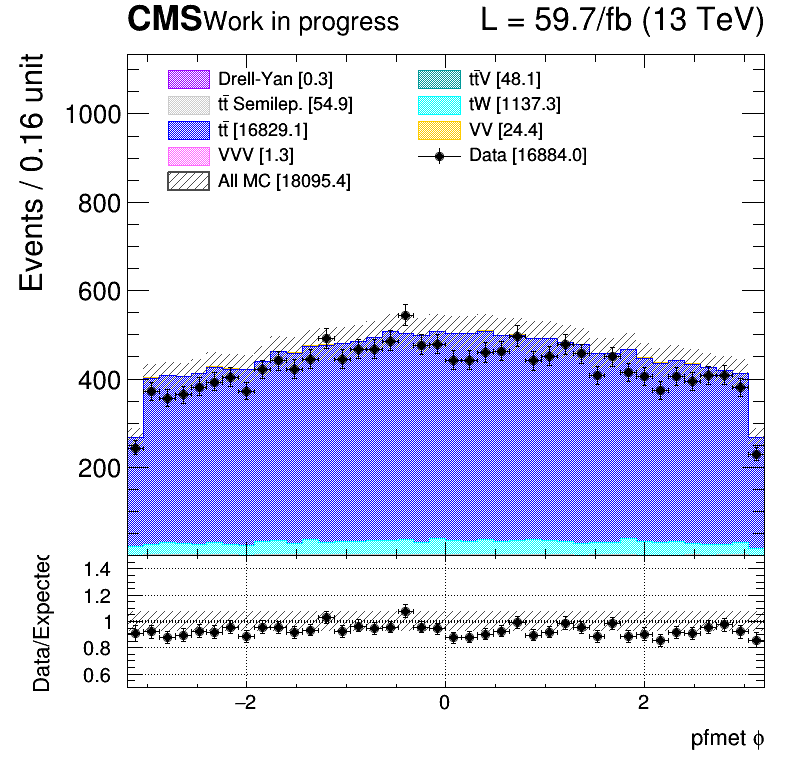 CMS Work in progress L = 59.7/fb (13 TeV)
Events / 0.16 unit
Drell-Yan [0.3]
tt̄ Semilep. [54.9]
tt̄ [16829.1]
VVV [1.3]
All MC [18095.4]
tt̄V [48.1]
tW [1137.3]
VV [24.4]
Data [16884.0]
1000
800
600
400
200
Data/Expected
1.4
1.2
1
0.8
0.6
−2 0 2
pfmet ϕ